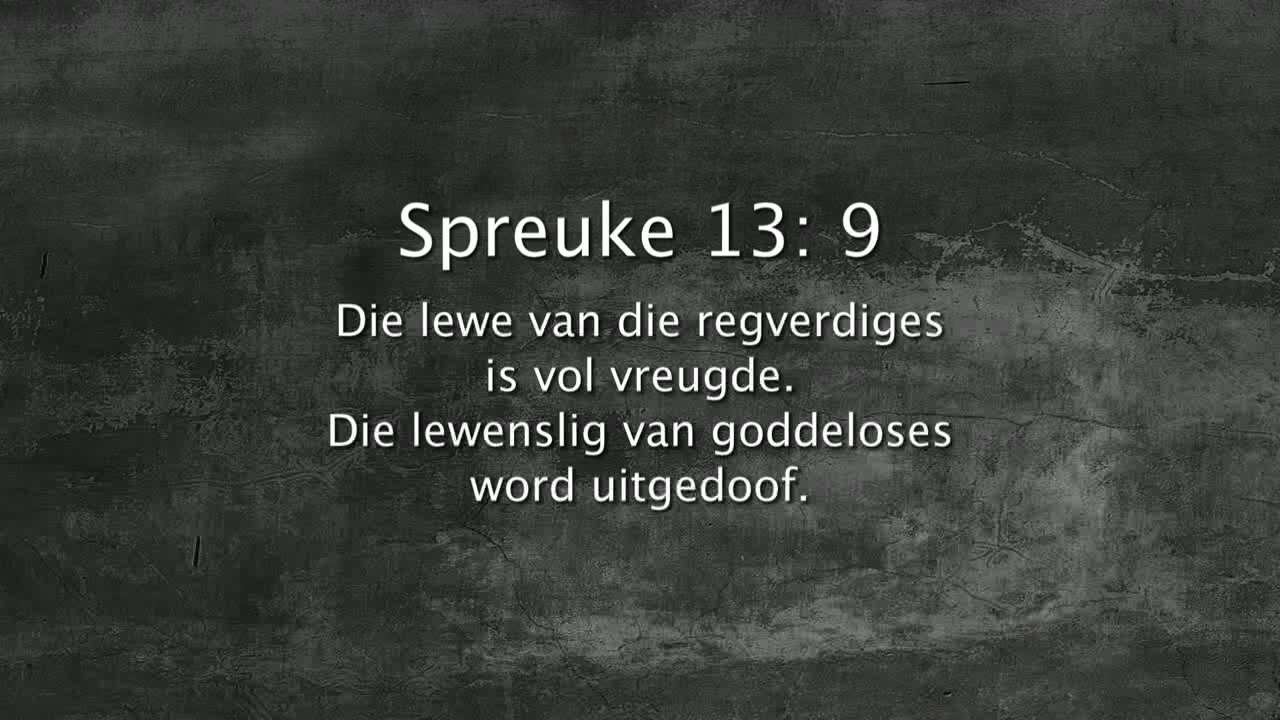 Spreuke 13: 9
Die lewe van die regverdiges
is vol vreugde.
Die lewenslig van goddeloses
word uitgedoof.